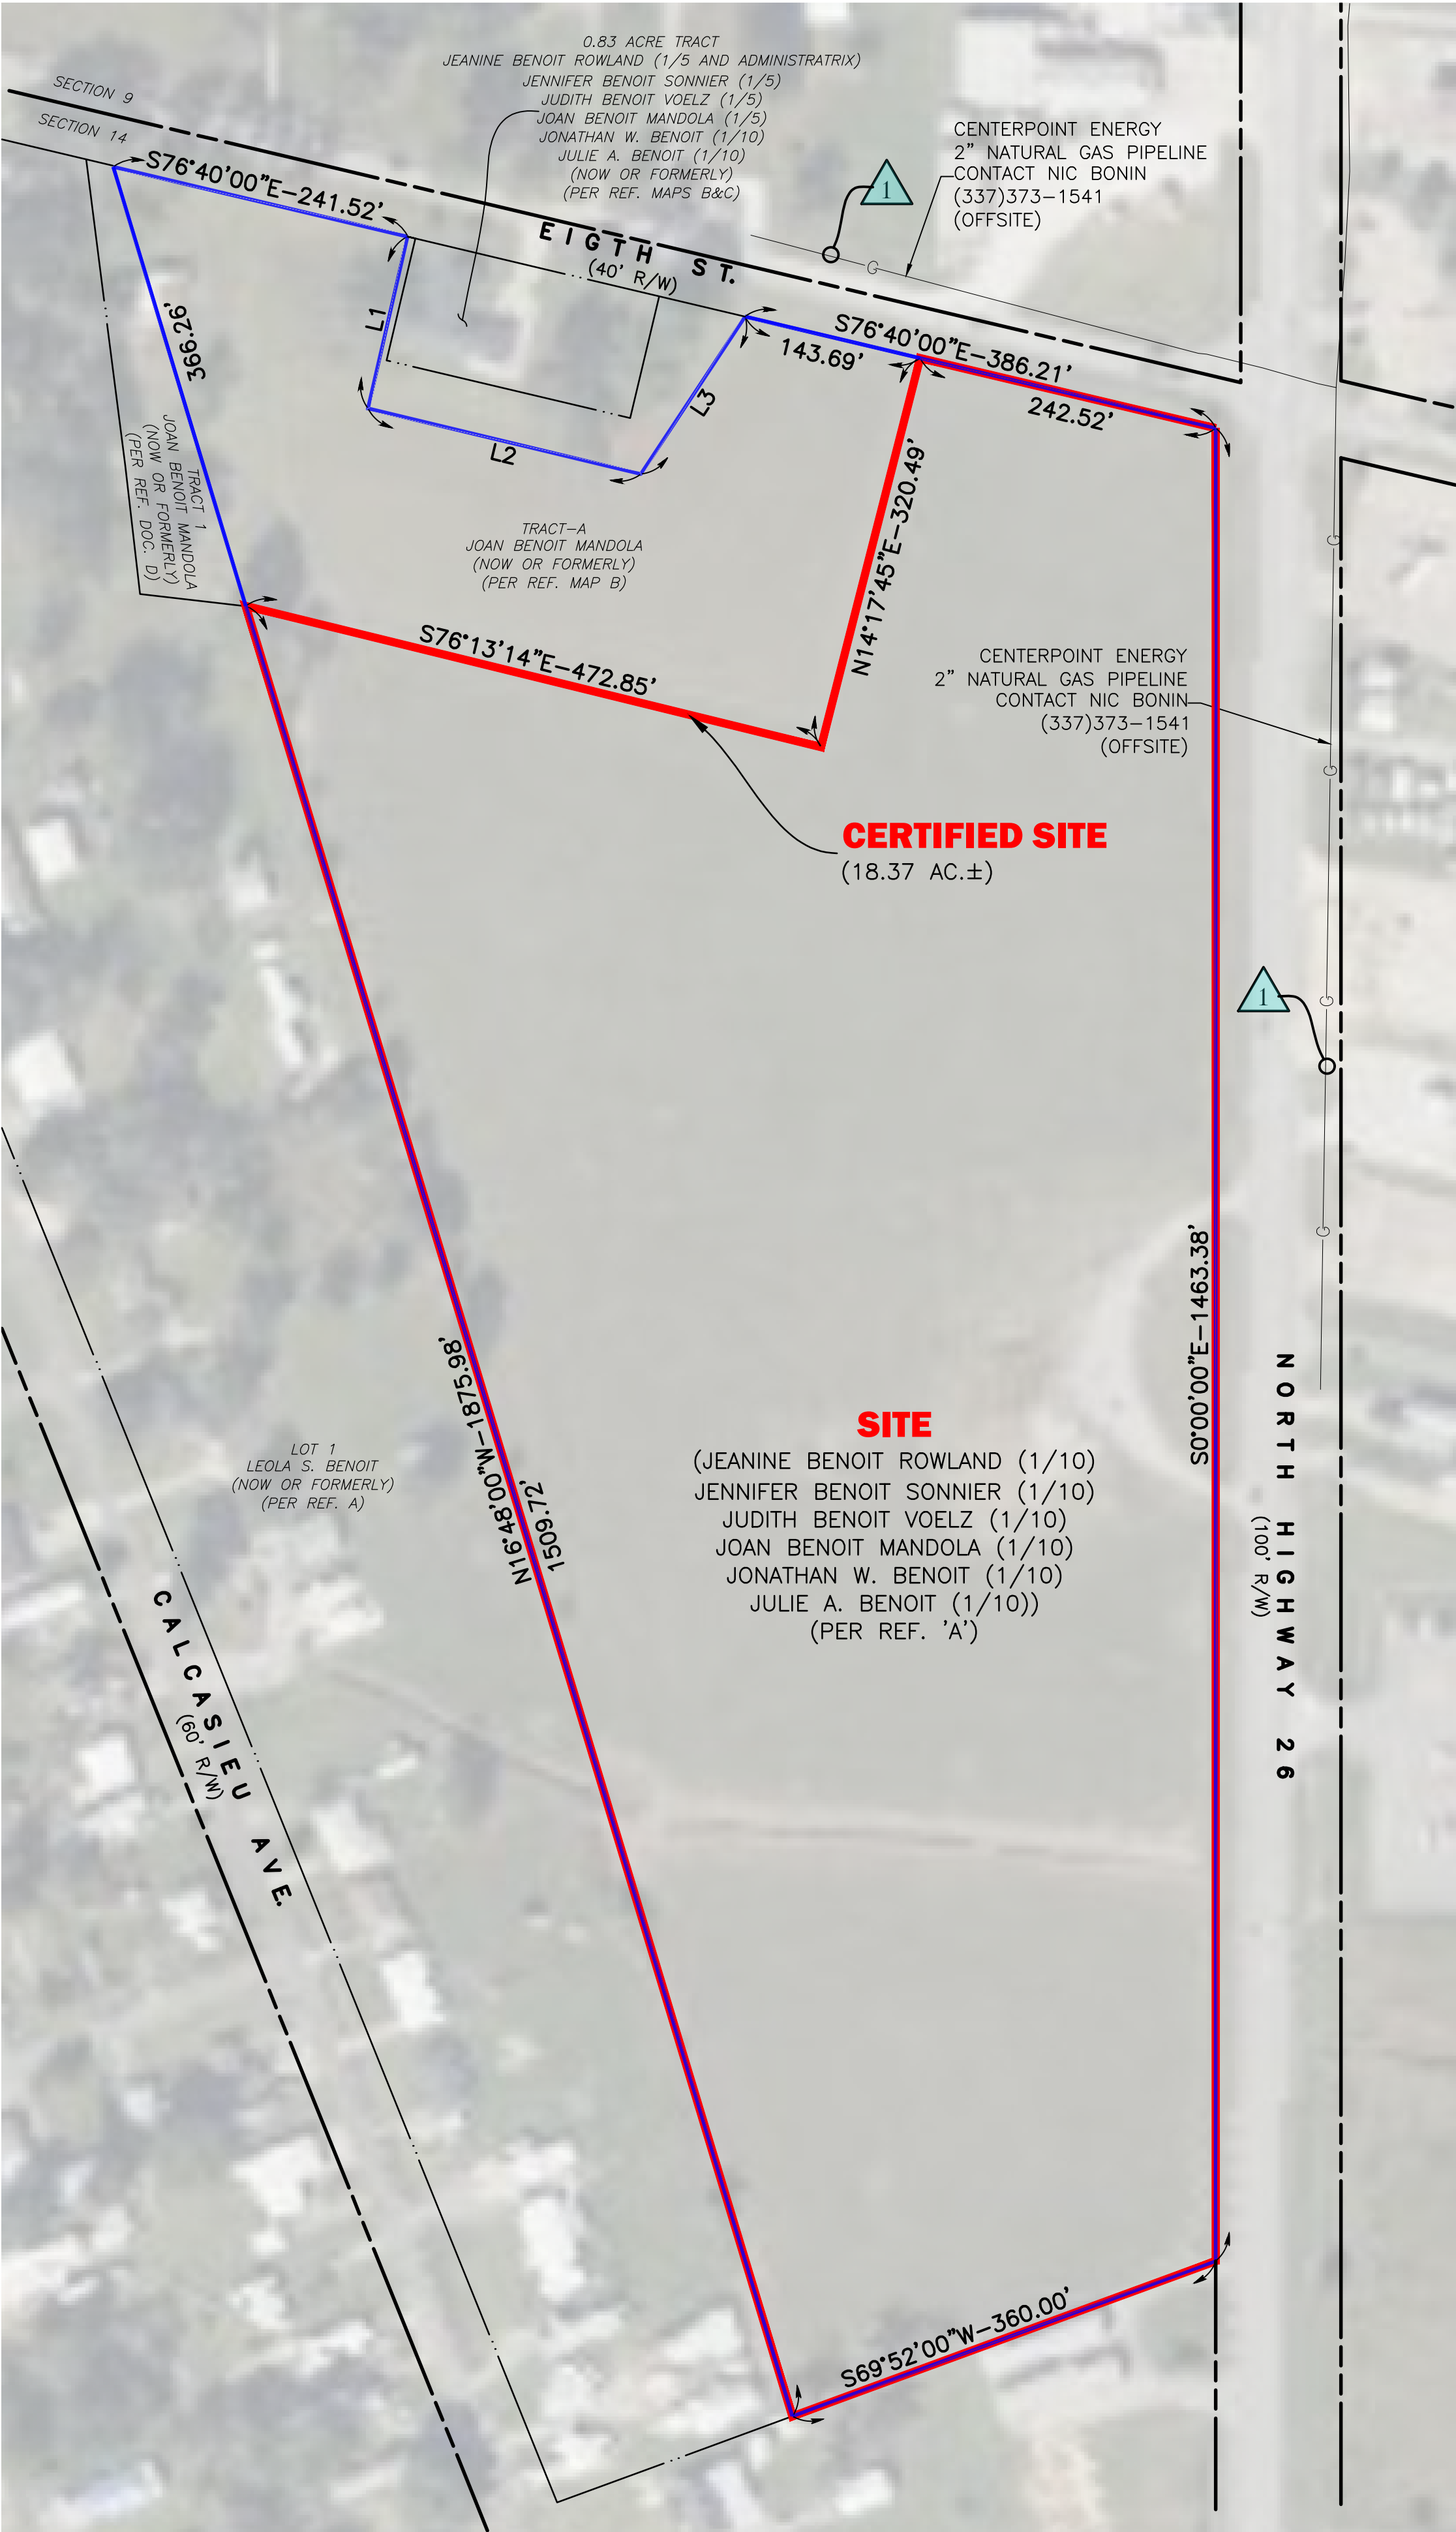 0.83 ACRE TRACT
JEANINE BENOIT ROWLAND (1/5 AND ADMINISTRATRIX)
JENNIFER BENOIT SONNIER (1/5)
JUDITH BENOIT VOELZ (1/5)
JOAN BENOIT MANDOLA (1/5)
JONATHAN W. BENOIT (1/10)
JULIE A. BENOIT (1/10)
(NOW OR FORMERLY)
(PER REF. MAPS B&C)
SECTION 9
SECTION 14
S76°40'00"E-241.52'
CENTERPOINT ENERGY
2" NATURAL GAS PIPELINE
CONTACT NIC BONIN
(337)373-1541
(OFFSITE)
1
EIGTH ST.
(40' R/W)
G
S76°40'00"E-386.21'
143.69'
242.52'
L1
L2
L3
366.26'
TRACT 1
JOAN BENOIT MANDOLA
(NOW OR FORMERLY)
(PER REF. DOC. D)
TRACT-A
JOAN BENOIT MANDOLA
(NOW OR FORMERLY)
(PER REF. MAP B)
N14°17'45"E-320.49'
S76°13'14"E-472.85'
G
CENTERPOINT ENERGY
2" NATURAL GAS PIPELINE
CONTACT NIC BONIN
(337)373-1541
(OFFSITE)
G
CERTIFIED SITE
(18.37 AC.±)
1
G
G
S0°00'00"E-1463.38'
NORTH HIGHWAY 26
(100' R/W)
N16°48'00"W-1875.98'
1509.72'
SITE
(JEANINE BENOIT ROWLAND (1/10)
JENNIFER BENOIT SONNIER (1/10)
JUDITH BENOIT VOELZ (1/10)
JOAN BENOIT MANDOLA (1/10)
JONATHAN W. BENOIT (1/10)
JULIE A. BENOIT (1/10))
(PER REF. 'A')
LOT 1
LEOLA S. BENOIT
(NOW OR FORMERLY)
(PER REF. A)
CALCASIEU AVE.
(60' R/W)
S69°52'00"W-360.00'